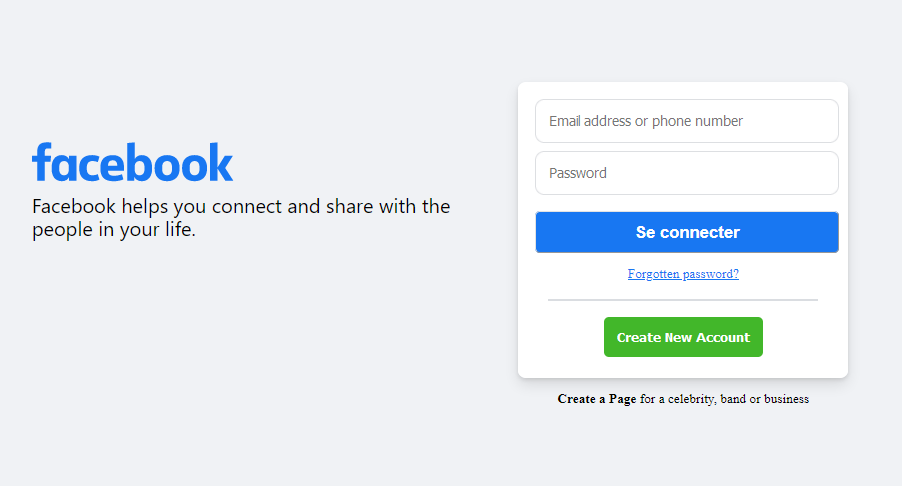 facebook
Facebook helps you connect and share with the
people in your life.
Email address or phone number
Password
Se connecter
Forgotten password?
Create New Account
Create a Page for a celebrity, band or business